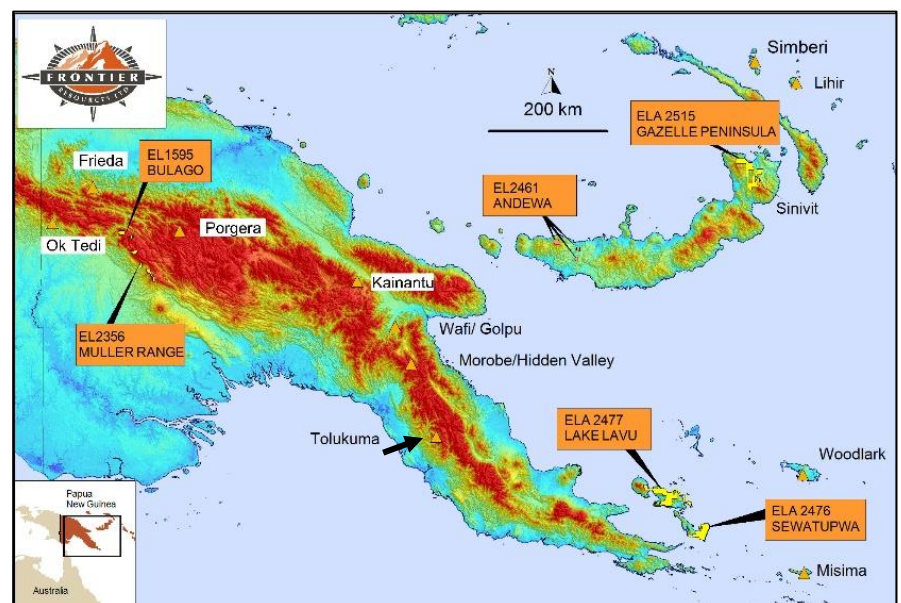 FRONTIER
RESOURCES LTD
N
200 km
Simberi
Lihir
ELA 2515
GAZELLE PENINSULA
Sinivit
EL2461
ANDEWA
EL1595
BULAGO
Frieda
Ok Tedi
Porgera
Kainantu
EL2356
MULLER RANGE
Wafi/ Golpu
Morobe/Hidden Valley
Tolukuma
ELA 2477
LAKE LAVU
Woodlark
ELA 2476
SEWATUPWA
Misima
Papua
New Guinea
Australia